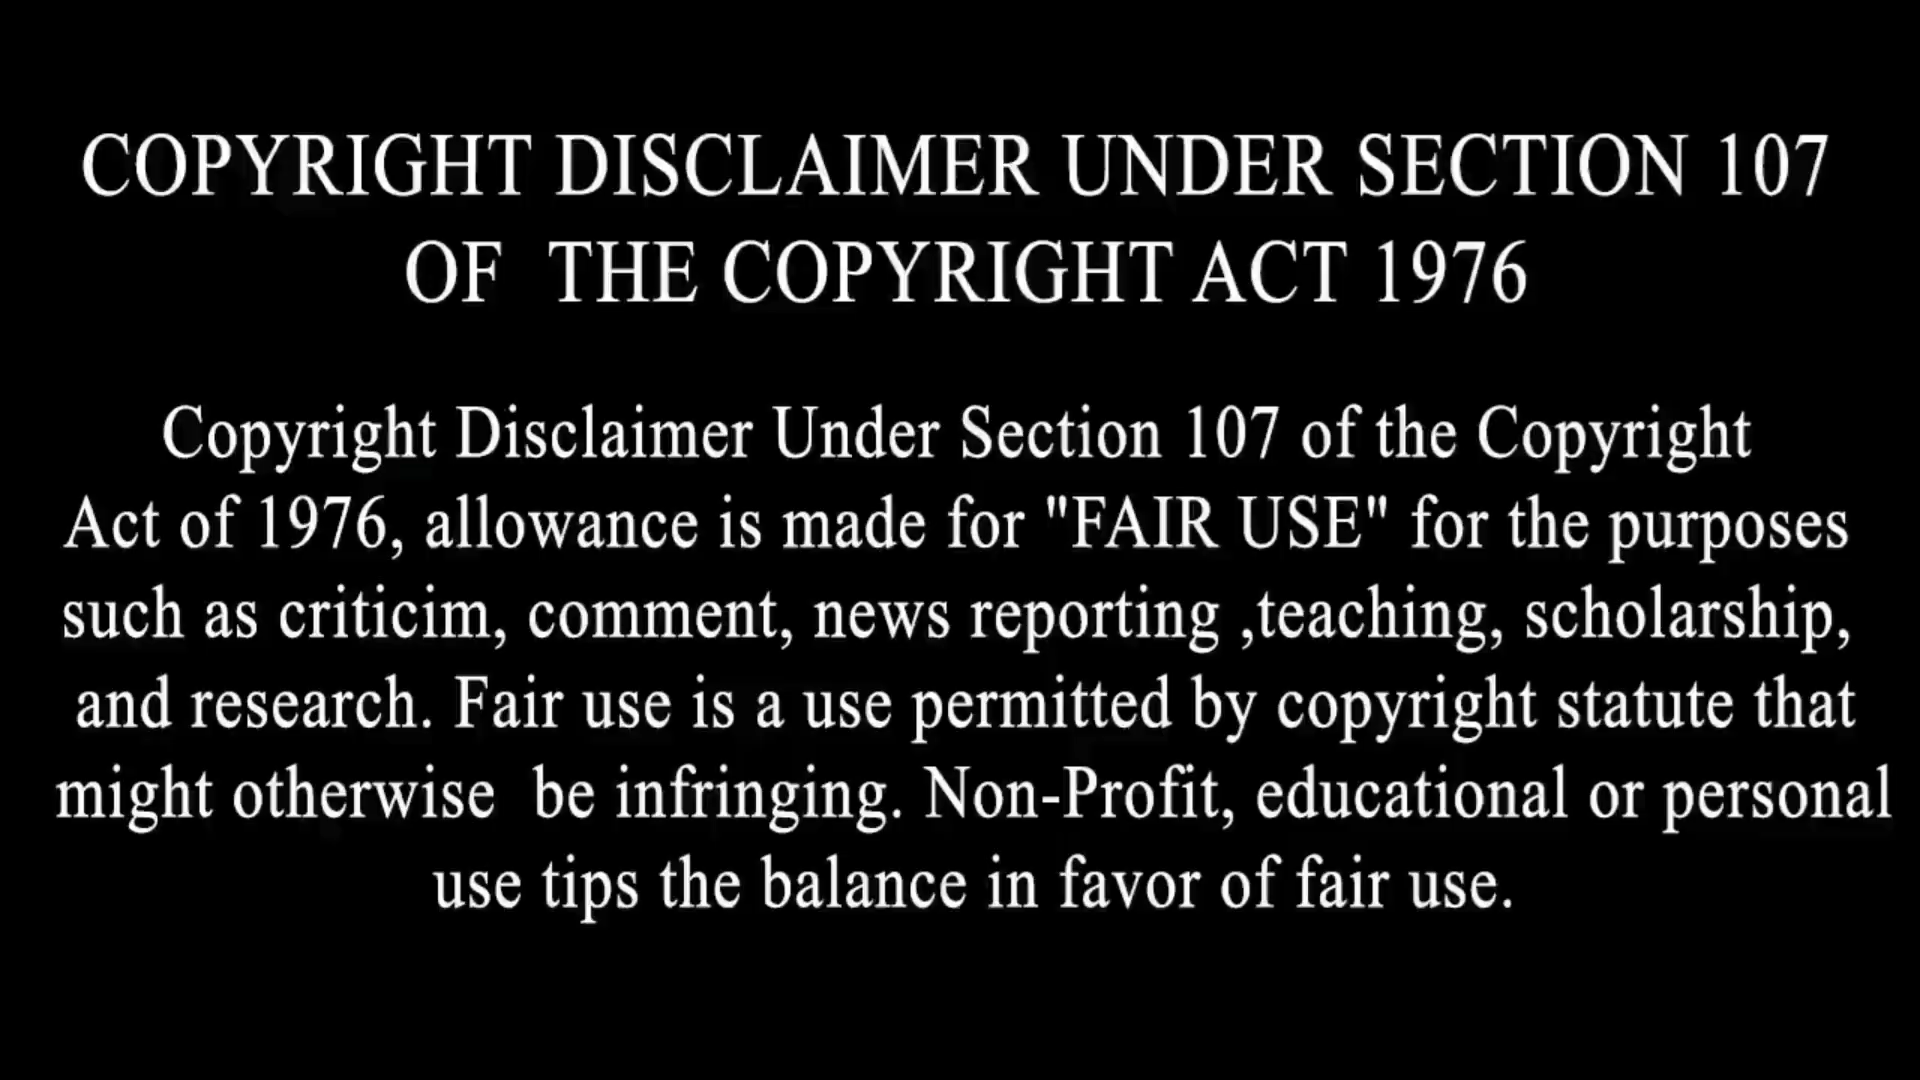 COPYRIGHT DISCLAIMER UNDER SECTION 107
OF THE COPYRIGHT ACT 1976
Copyright Disclaimer Under Section 107 of the Copyright
Act of 1976, allowance is made for "FAIR USE" for the purposes
such as criticim, comment, news reporting ,teaching, scholarship,
and research. Fair use is a use permitted by copyright statute that
might otherwise be infringing. Non-Profit, educational or personal
use tips the balance in favor of fair use.